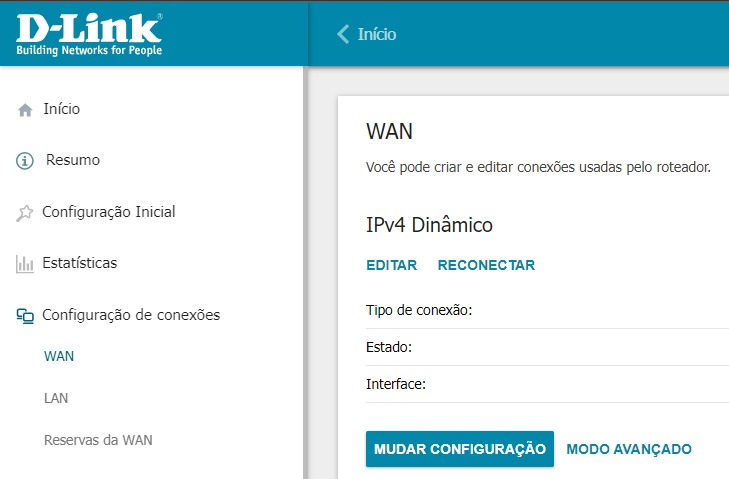 D-Link
Building Networks for People
Início
Início
Resumo
Configuração Inicial
Estatísticas
Configuração de conexões
WAN
LAN
Reservas da WAN
WAN
Você pode criar e editar conexões usadas pelo roteador.
IPv4 Dinâmico
EDITAR RECONECTAR
Tipo de conexão:
Estado:
Interface:
MUDAR CONFIGURAÇÃO MODO AVANÇADO